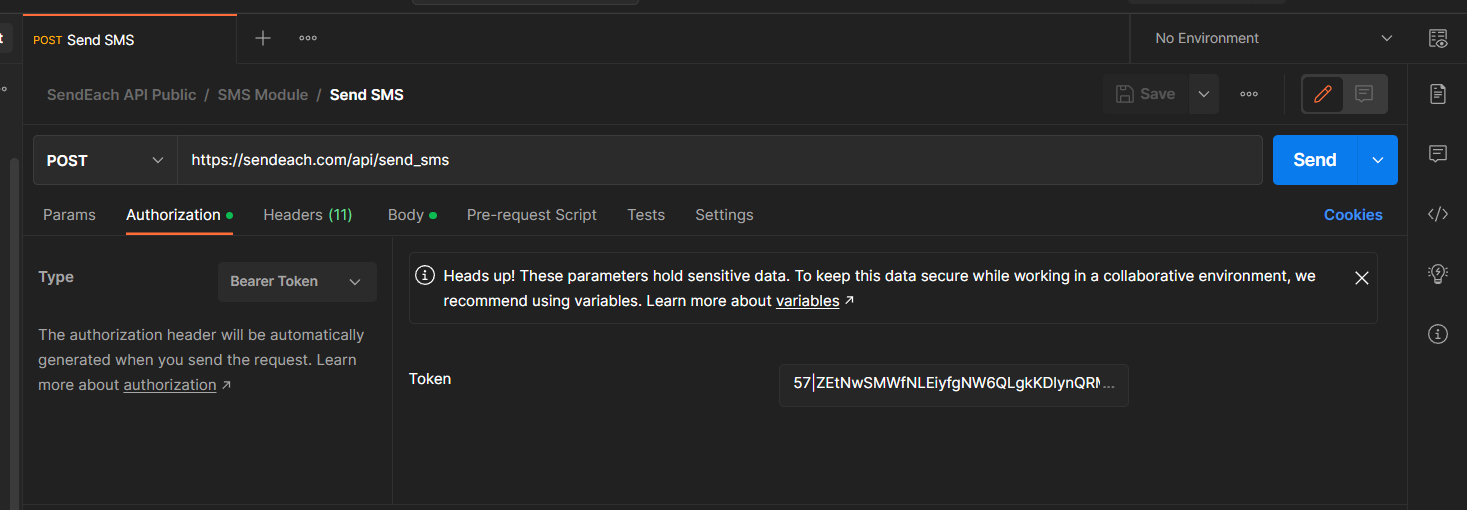 t
POST Send SMS
No Environment
SendEach API Public / SMS Module / Send SMS
Save
POST
https://sendeach.com/api/send_sms
Send
Params
Authorization
Headers (11)
Body
Pre-request Script
Tests
Settings
Cookies
Type
Bearer Token
The authorization header will be automatically
generated when you send the request. Learn
more about authorization ↗
Heads up! These parameters hold sensitive data. To keep this data secure while working in a collaborative environment, we
recommend using variables. Learn more about variables ↗
Token
57|ZEtNwSMWfNLEiyfgNW6QLgkKDlynQRM...